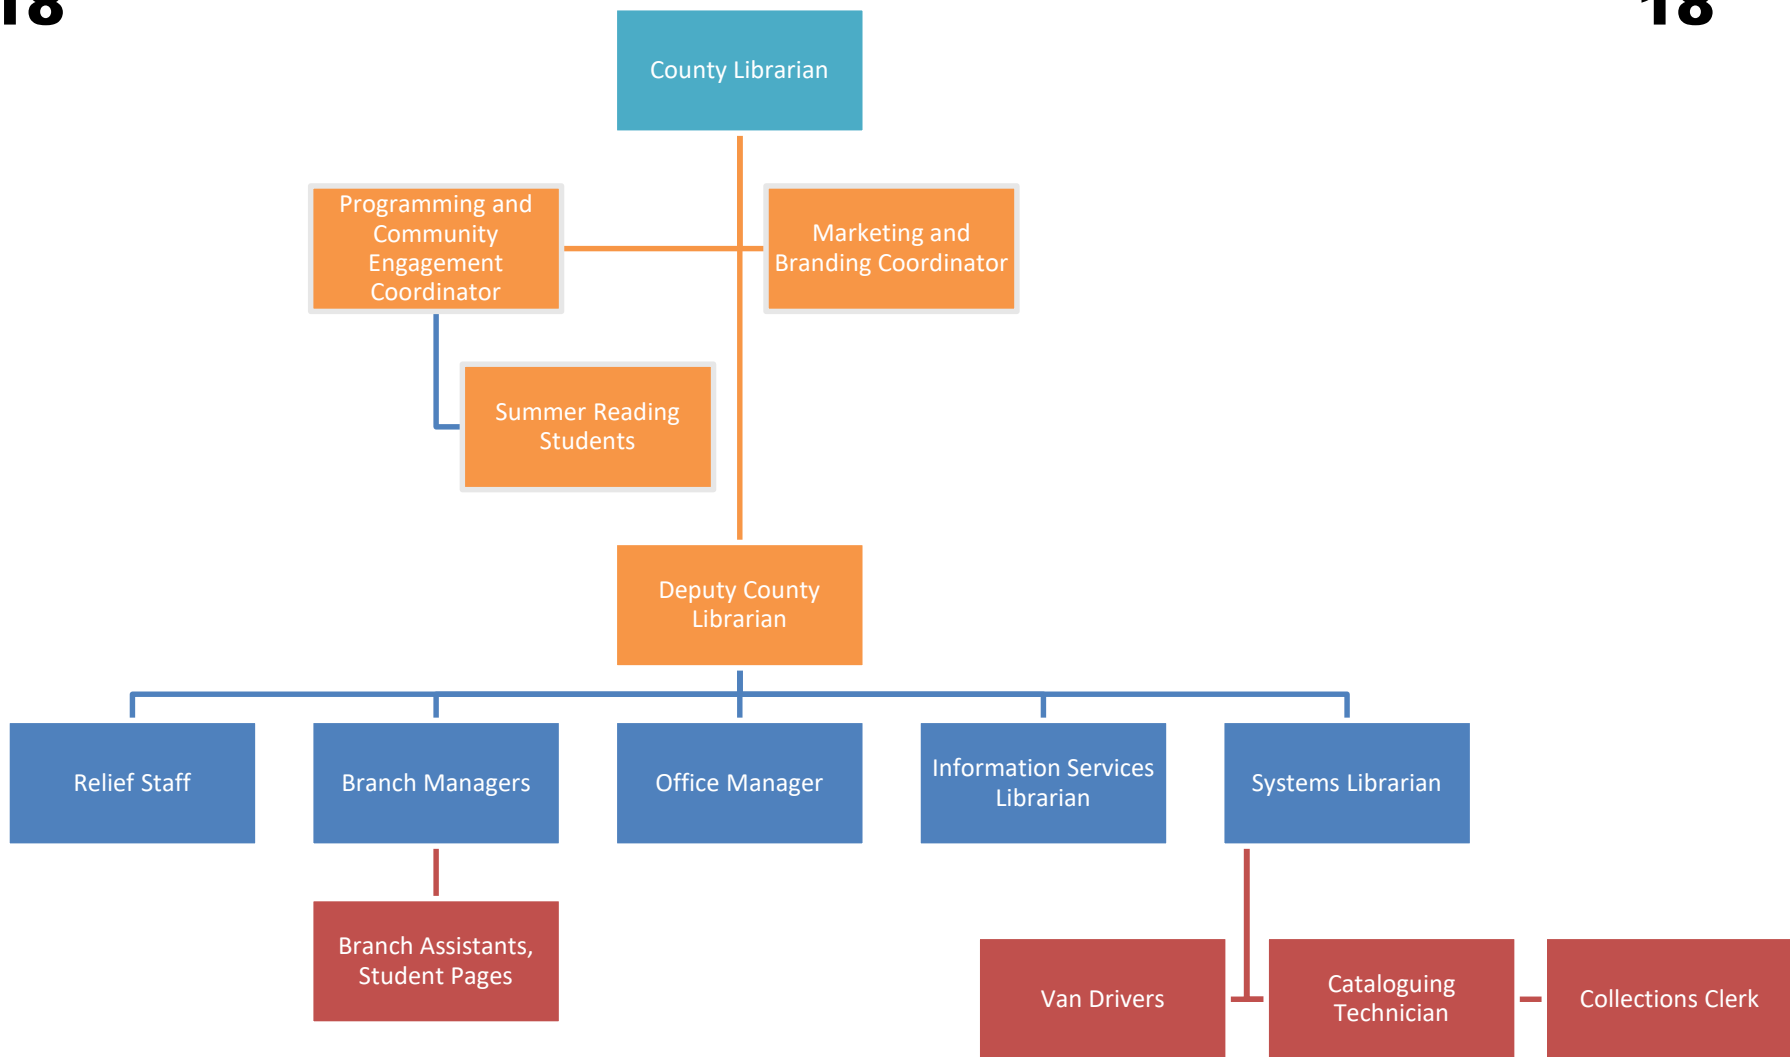 18
18
County Librarian
Programming and
Community
Engagement
Coordinator
Marketing and
Branding Coordinator
Summer Reading
Students
Deputy County
Librarian
Relief Staff
Branch Managers
Office Manager
Information Services
Librarian
Systems Librarian
Branch Assistants,
Student Pages
Van Drivers
Cataloguing
Technician
Collections Clerk